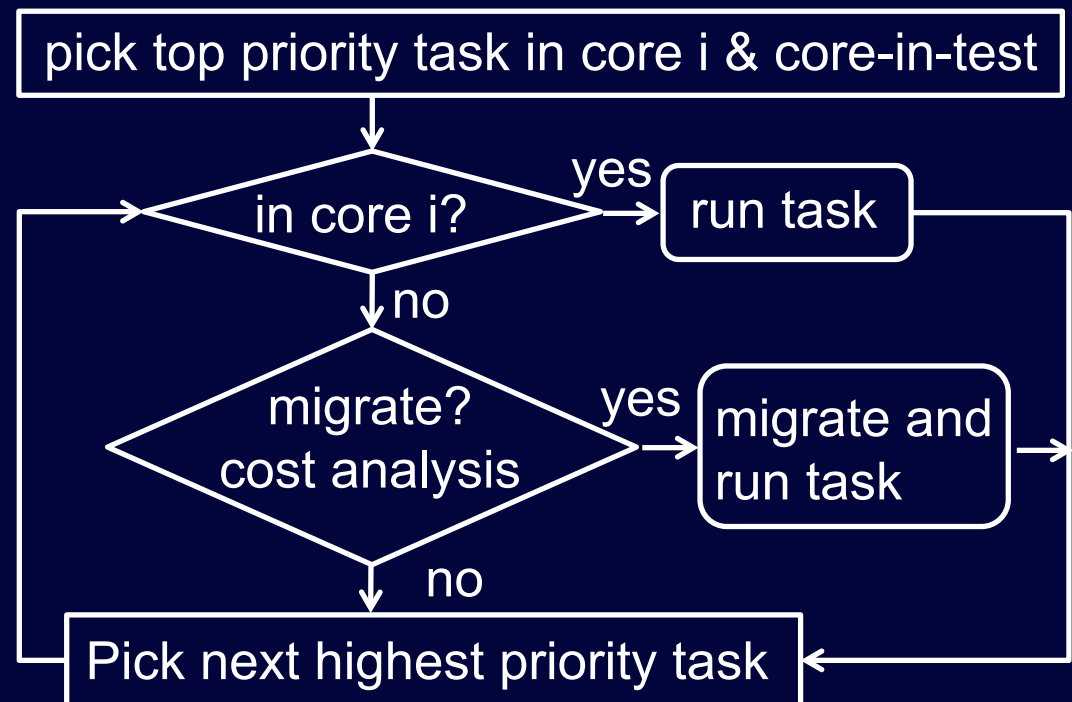 pick top priority task in core i & core-in-test
yes
in core i?
run task
no
migrate?
cost analysis
yes
migrate and
run task
no
Pick next highest priority task